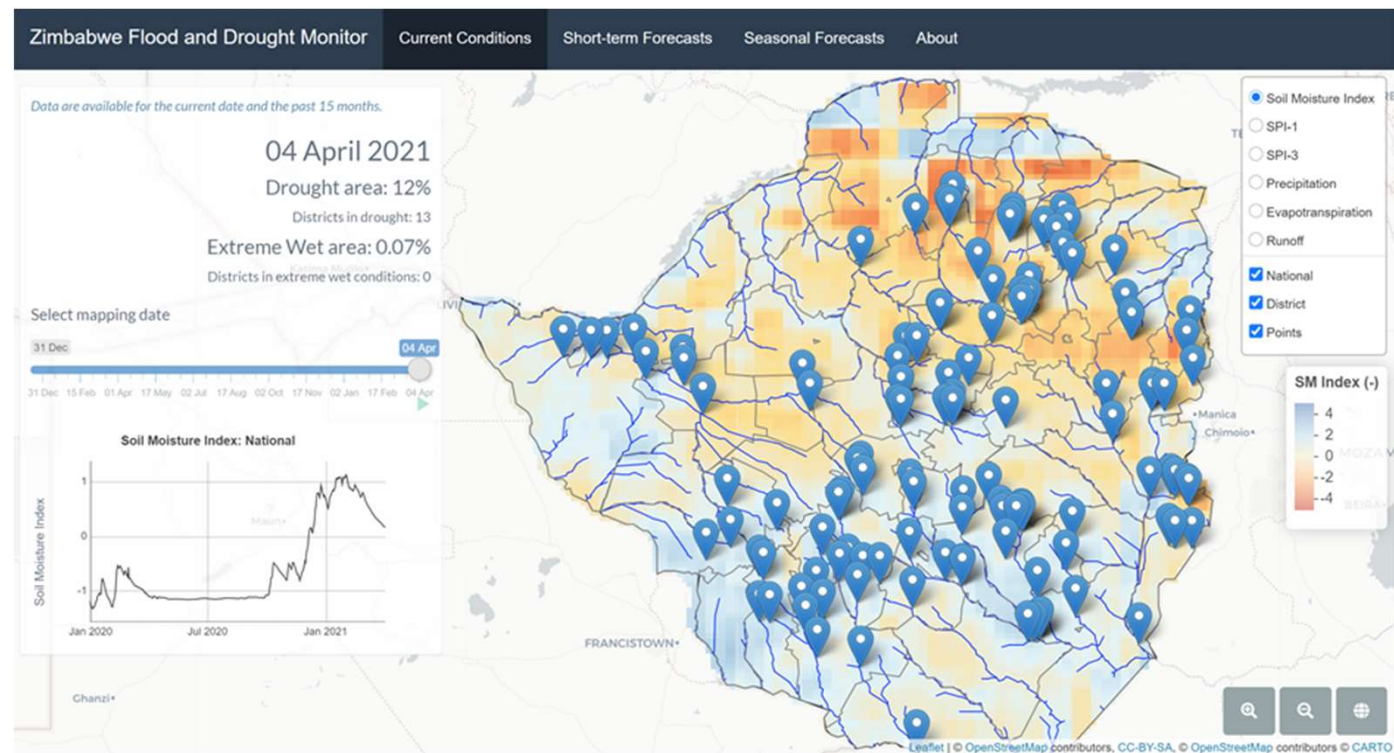 Zimbabwe Flood and Drought Monitor
Current Conditions
Short-term Forecasts
Seasonal Forecasts
About
Data are available for the current date and the past 15 months.
04 April 2021
Drought area: 12%
Districts in drought: 13
Extreme Wet area: 0.07%
Districts in extreme wet conditions: 0
Katima Mulilo
Select mapping date
31 Dec
04 Apr
31 Dec 15 Feb 01 Apr 17 May 02 Jul 17 Aug 02 Oct 17 Nov 02 Jan 17 Feb 04 Apr
Soil Moisture Index: National
Soil Moisture Index
1
0
-1
Jan 2020 Jul 2020 Jan 2021
Maun
Ghanzi
FRANCISTOWN
Manica
Chimoio
Soil Moisture Index
SPI-1
SPI-3
Precipitation
Evapotranspiration
Runoff
National
District
Points
SM Index (-)
4
2
0
-2
-4
Leaflet | © OpenStreetMap contributors, CC-BY-SA, © OpenStreetMap contributors © CARTO